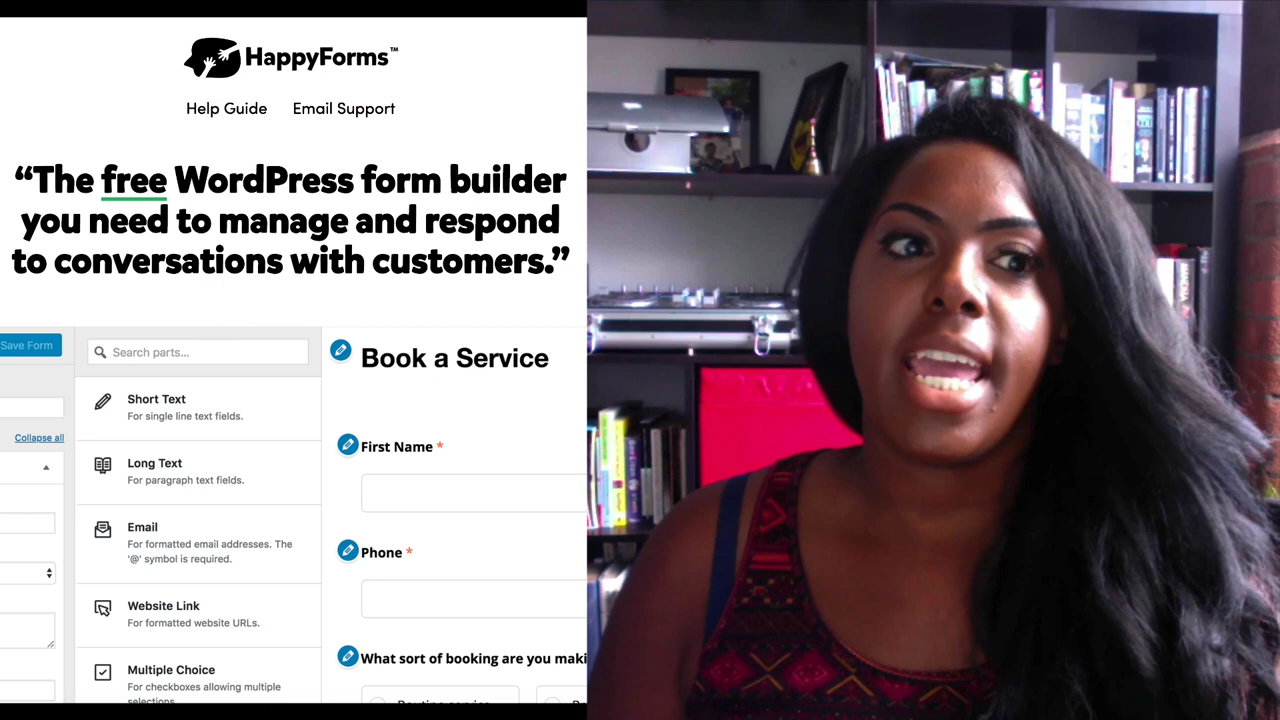 HappyForms™
Help Guide Email Support
“The free WordPress form builder
you need to manage and respond
to conversations with customers.”
Save Form
Collapse all
Search parts...
Short Text
For single line text fields.
Long Text
For paragraph text fields.
Email
For formatted email addresses. The
'@' symbol is required.
Website Link
For formatted website URLs.
Multiple Choice
For checkboxes allowing multiple
selections.
Book a Service
First Name *
Phone *
What sort of booking are you maki